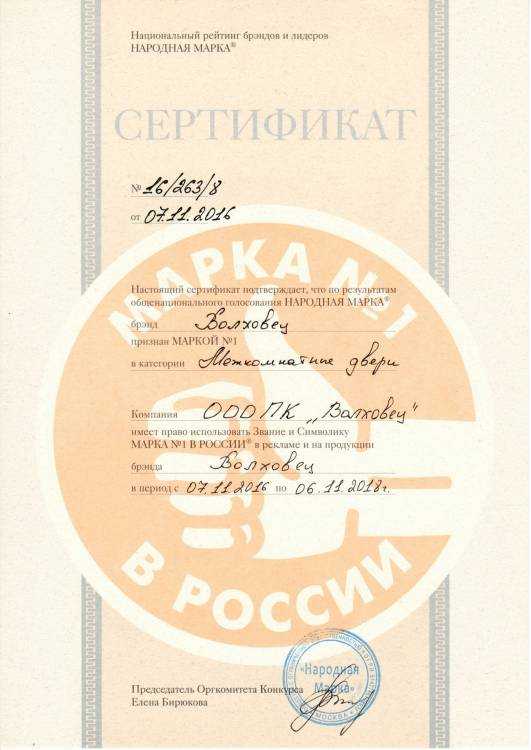 Национальный рейтинг брэндов и лидеров
НАРОДНАЯ МАРКА®
СЕРТИФИКАТ
№ 16/263/8
от 07.11.2016
МАРКА №1
Настоящий сертификат подтверждает, что по результатам
общенационального голосования НАРОДНАЯ МАРКА®
брэнд Волховец
признан МАРКОЙ №1
в категории Межкомнатные двери
Компания ООО ПК „Волховец"
имеет право использовать Звание и Символику
МАРКА №1 В РОССИИ® в рекламе и на продукции
брэнда Волховец
в период с 07.11.2016 по 06.11.2018г.
В РОССИИ
«Народная
Марка»
МОСКВА
Председатель Оргкомитета Конкурса
Елена Бирюкова